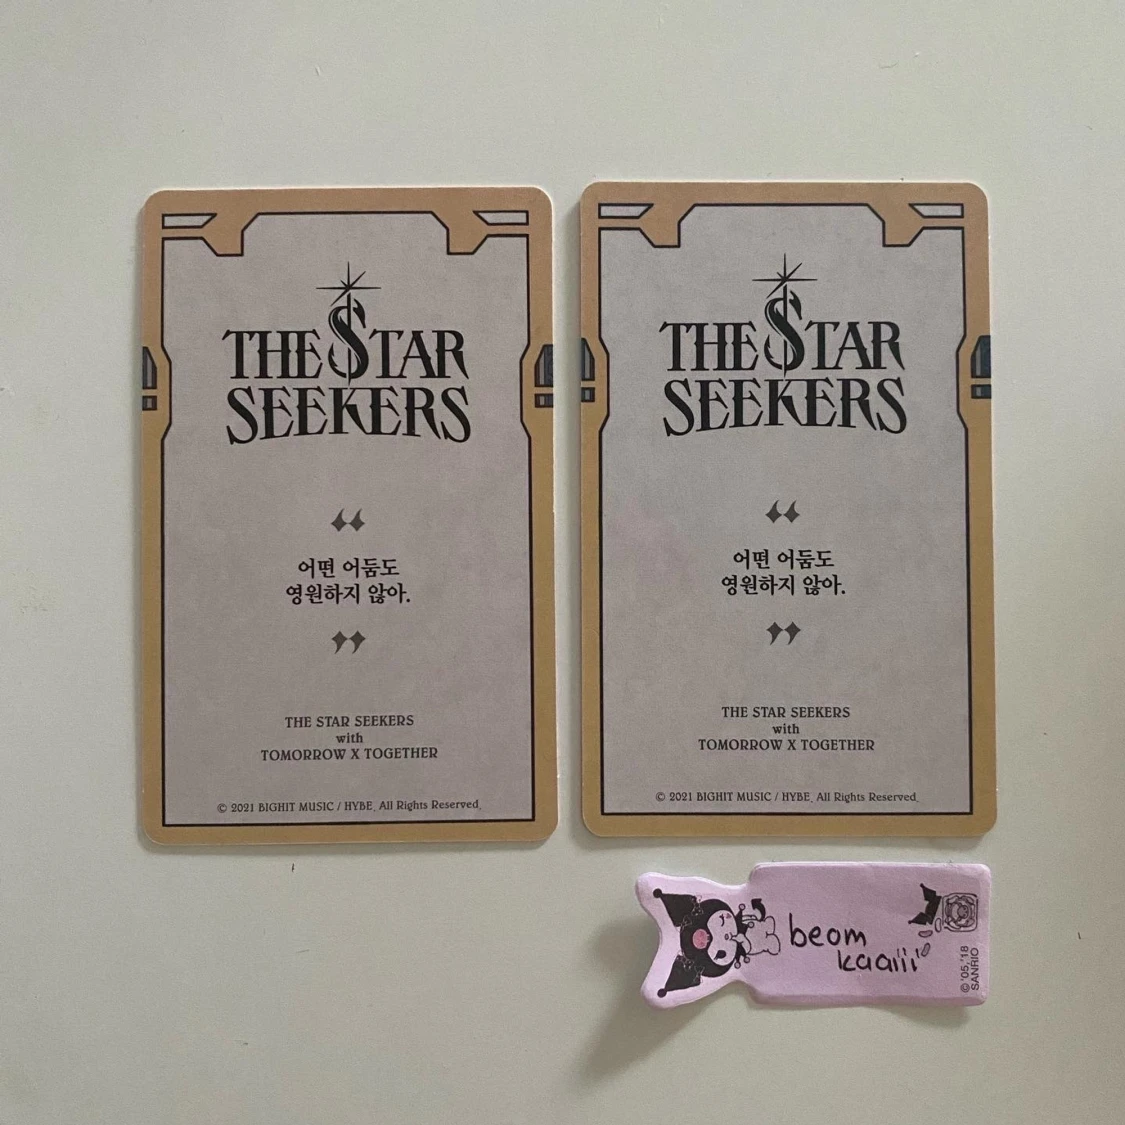 THE STAR
SEEKERS
“
어떤 어둠도
영원하지 않아.
”
THE STAR SEEKERS
with
TOMORROW X TOGETHER
© 2021 BIGHIT MUSIC / HYBE. All Rights Reserved.
THE STAR
SEEKERS
“
어떤 어둠도
영원하지 않아.
”
THE STAR SEEKERS
with
TOMORROW X TOGETHER
© 2021 BIGHIT MUSIC / HYBE. All Rights Reserved.
beom
kaaiii
© '05, '18
SANRIO